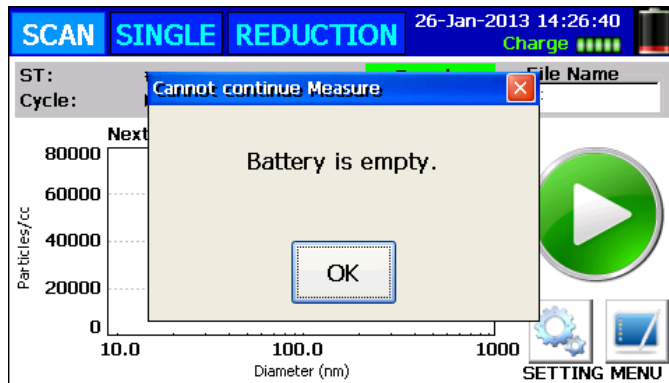 SCAN SINGLE REDUCTION 26-Jan-2013 14:26:40
Charge
ST: File Name
Cycle:
Cannot continue Measure
Next
Battery is empty.
OK
80000
60000
40000
20000
0
Particles/cc
10.0 100.0 1000
Diameter (nm)
SETTING MENU